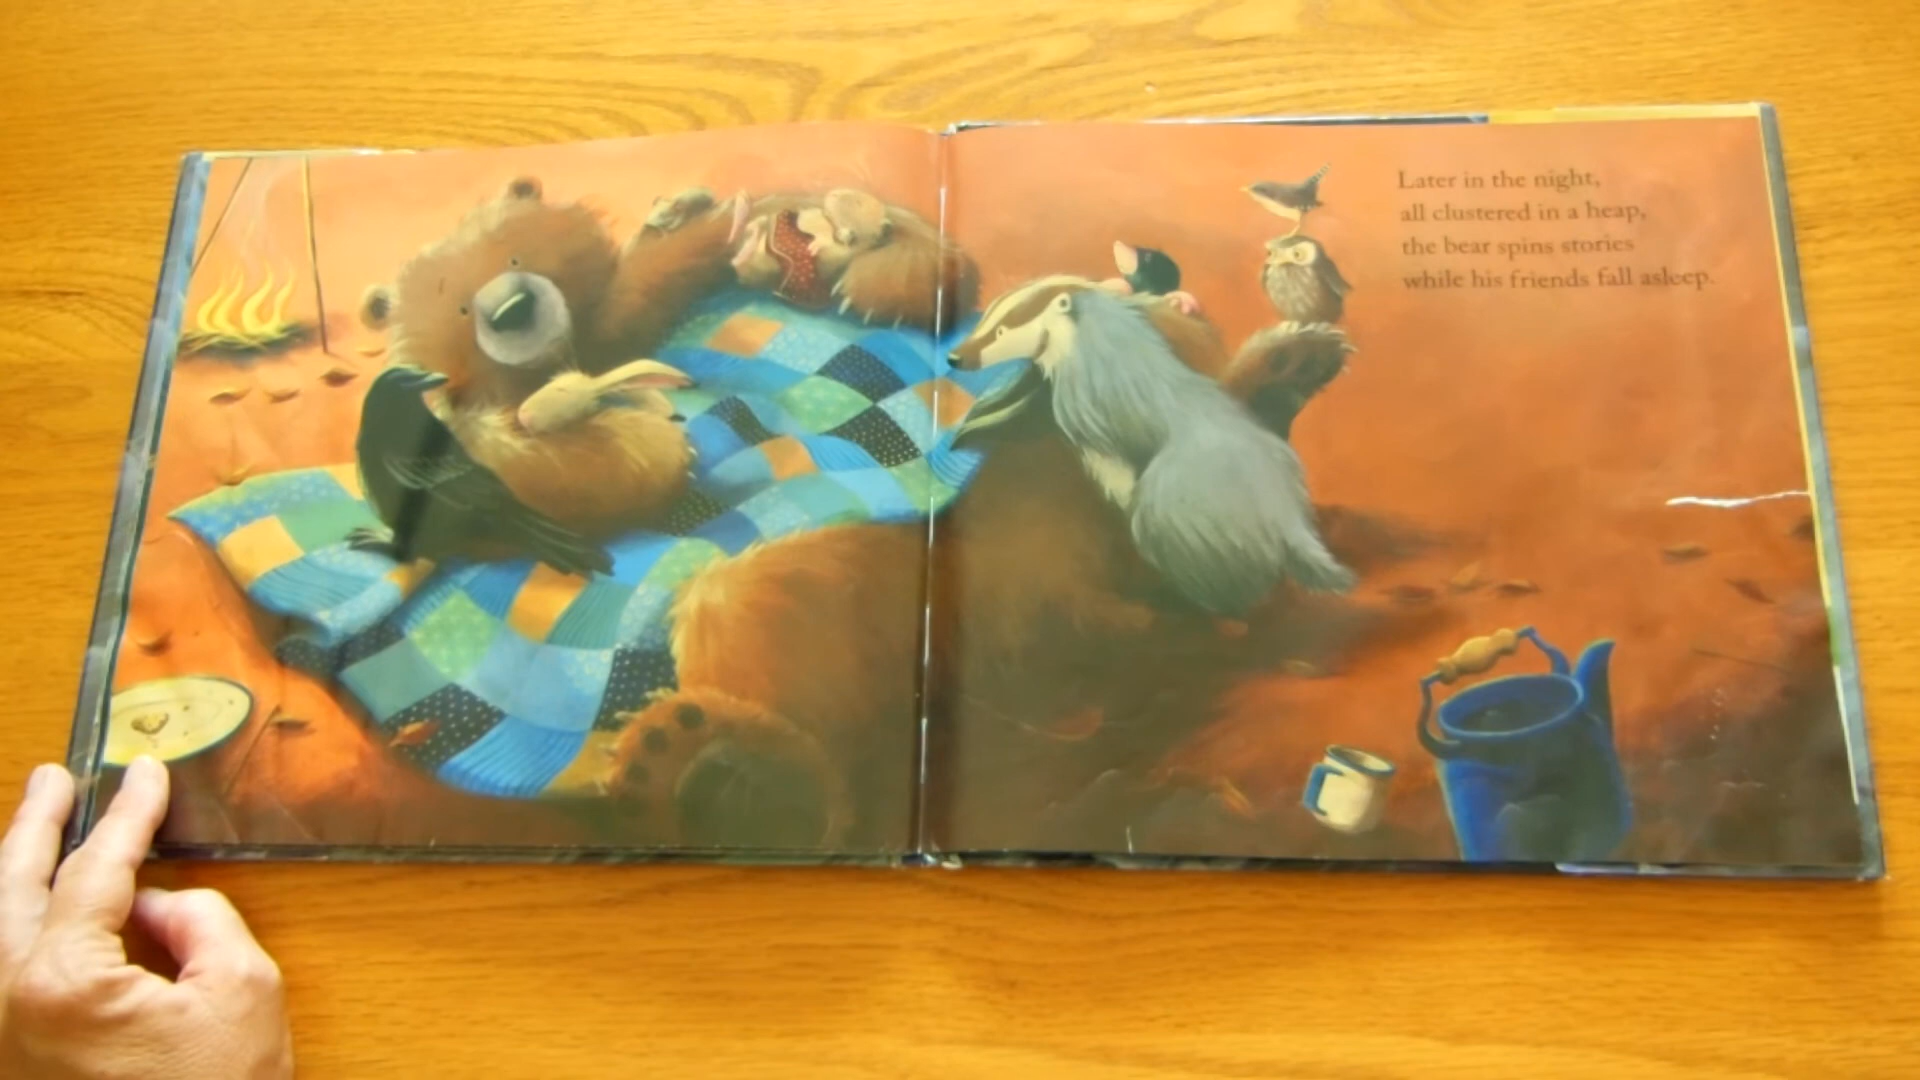 Later in the night,
all clustered in a heap,
the bear spins stories
while his friends fall asleep.